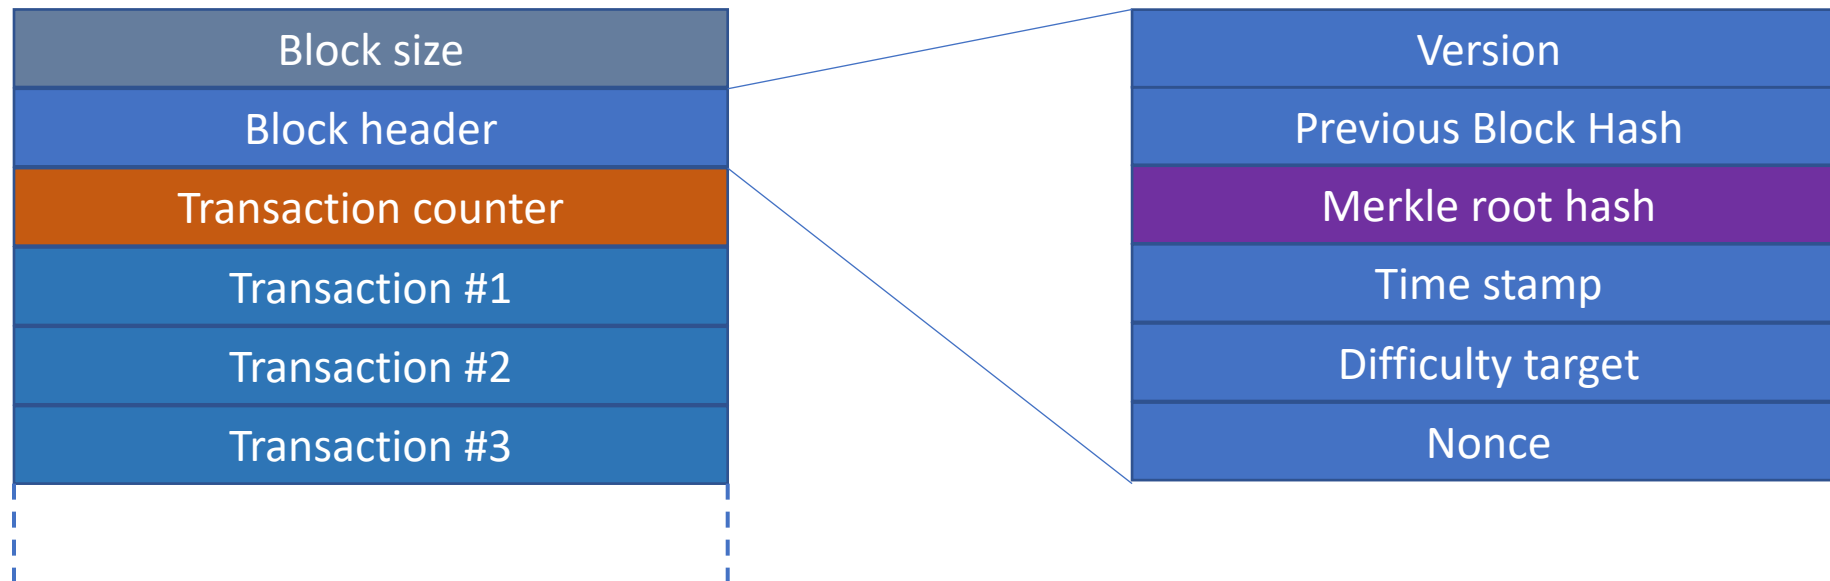 Block size
Block header
Transaction counter
Transaction #1
Transaction #2
Transaction #3
Version
Previous Block Hash
Merkle root hash
Time stamp
Difficulty target
Nonce